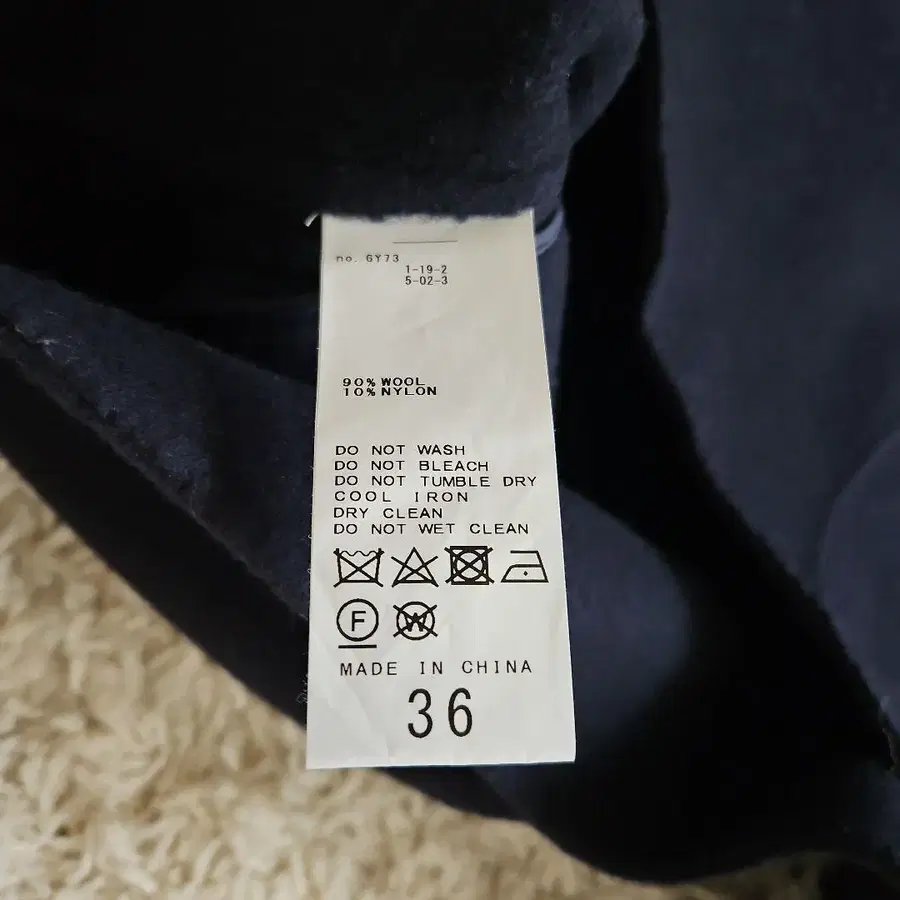 no. GY73
1-19-2
5-02-3
90% WOOL
10% NYLON
DO NOT WASH
DO NOT BLEACH
DO NOT TUMBLE DRY
COOL IRON
DRY CLEAN
DO NOT WET CLEAN
F W
MADE IN CHINA
36